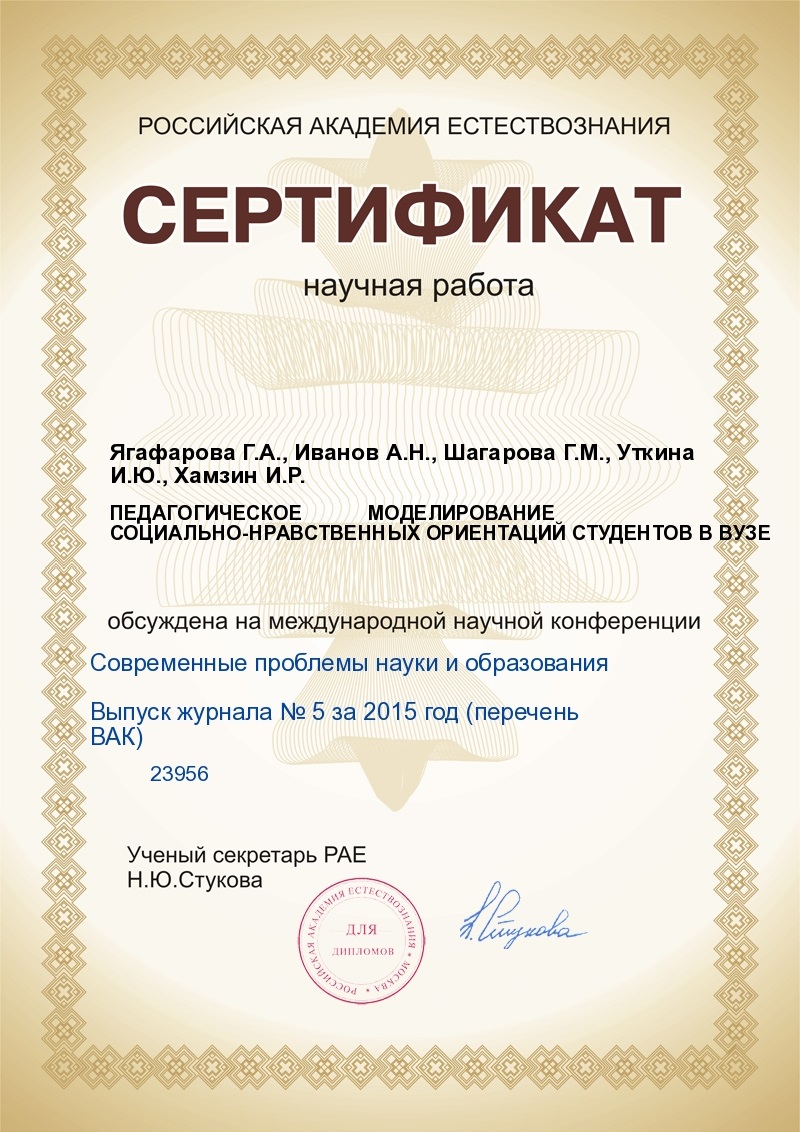 РОССИЙСКАЯ АКАДЕМИЯ ЕСТЕСТВОЗНАНИЯ
СЕРТИФИКАТ
научная работа
Ягафарова Г.А., Иванов А.Н., Шагарова Г.М., Уткина
И.Ю., Хамзин И.Р.
ПЕДАГОГИЧЕСКОЕ МОДЕЛИРОВАНИЕ
СОЦИАЛЬНО-НРАВСТВЕННЫХ ОРИЕНТАЦИЙ СТУДЕНТОВ В ВУЗЕ
обсуждена на международной научной конференции
Современные проблемы науки и образования
Выпуск журнала № 5 за 2015 год (перечень
ВАК)
23956
Ученый секретарь РАЕ
Н.Ю.Стукова
РОССИЙСКАЯ АКАДЕМИЯ ЕСТЕСТВОЗНАНИЯ * МОСКВА *
ДЛЯ
ДИПЛОМОВ
Н.Стукова